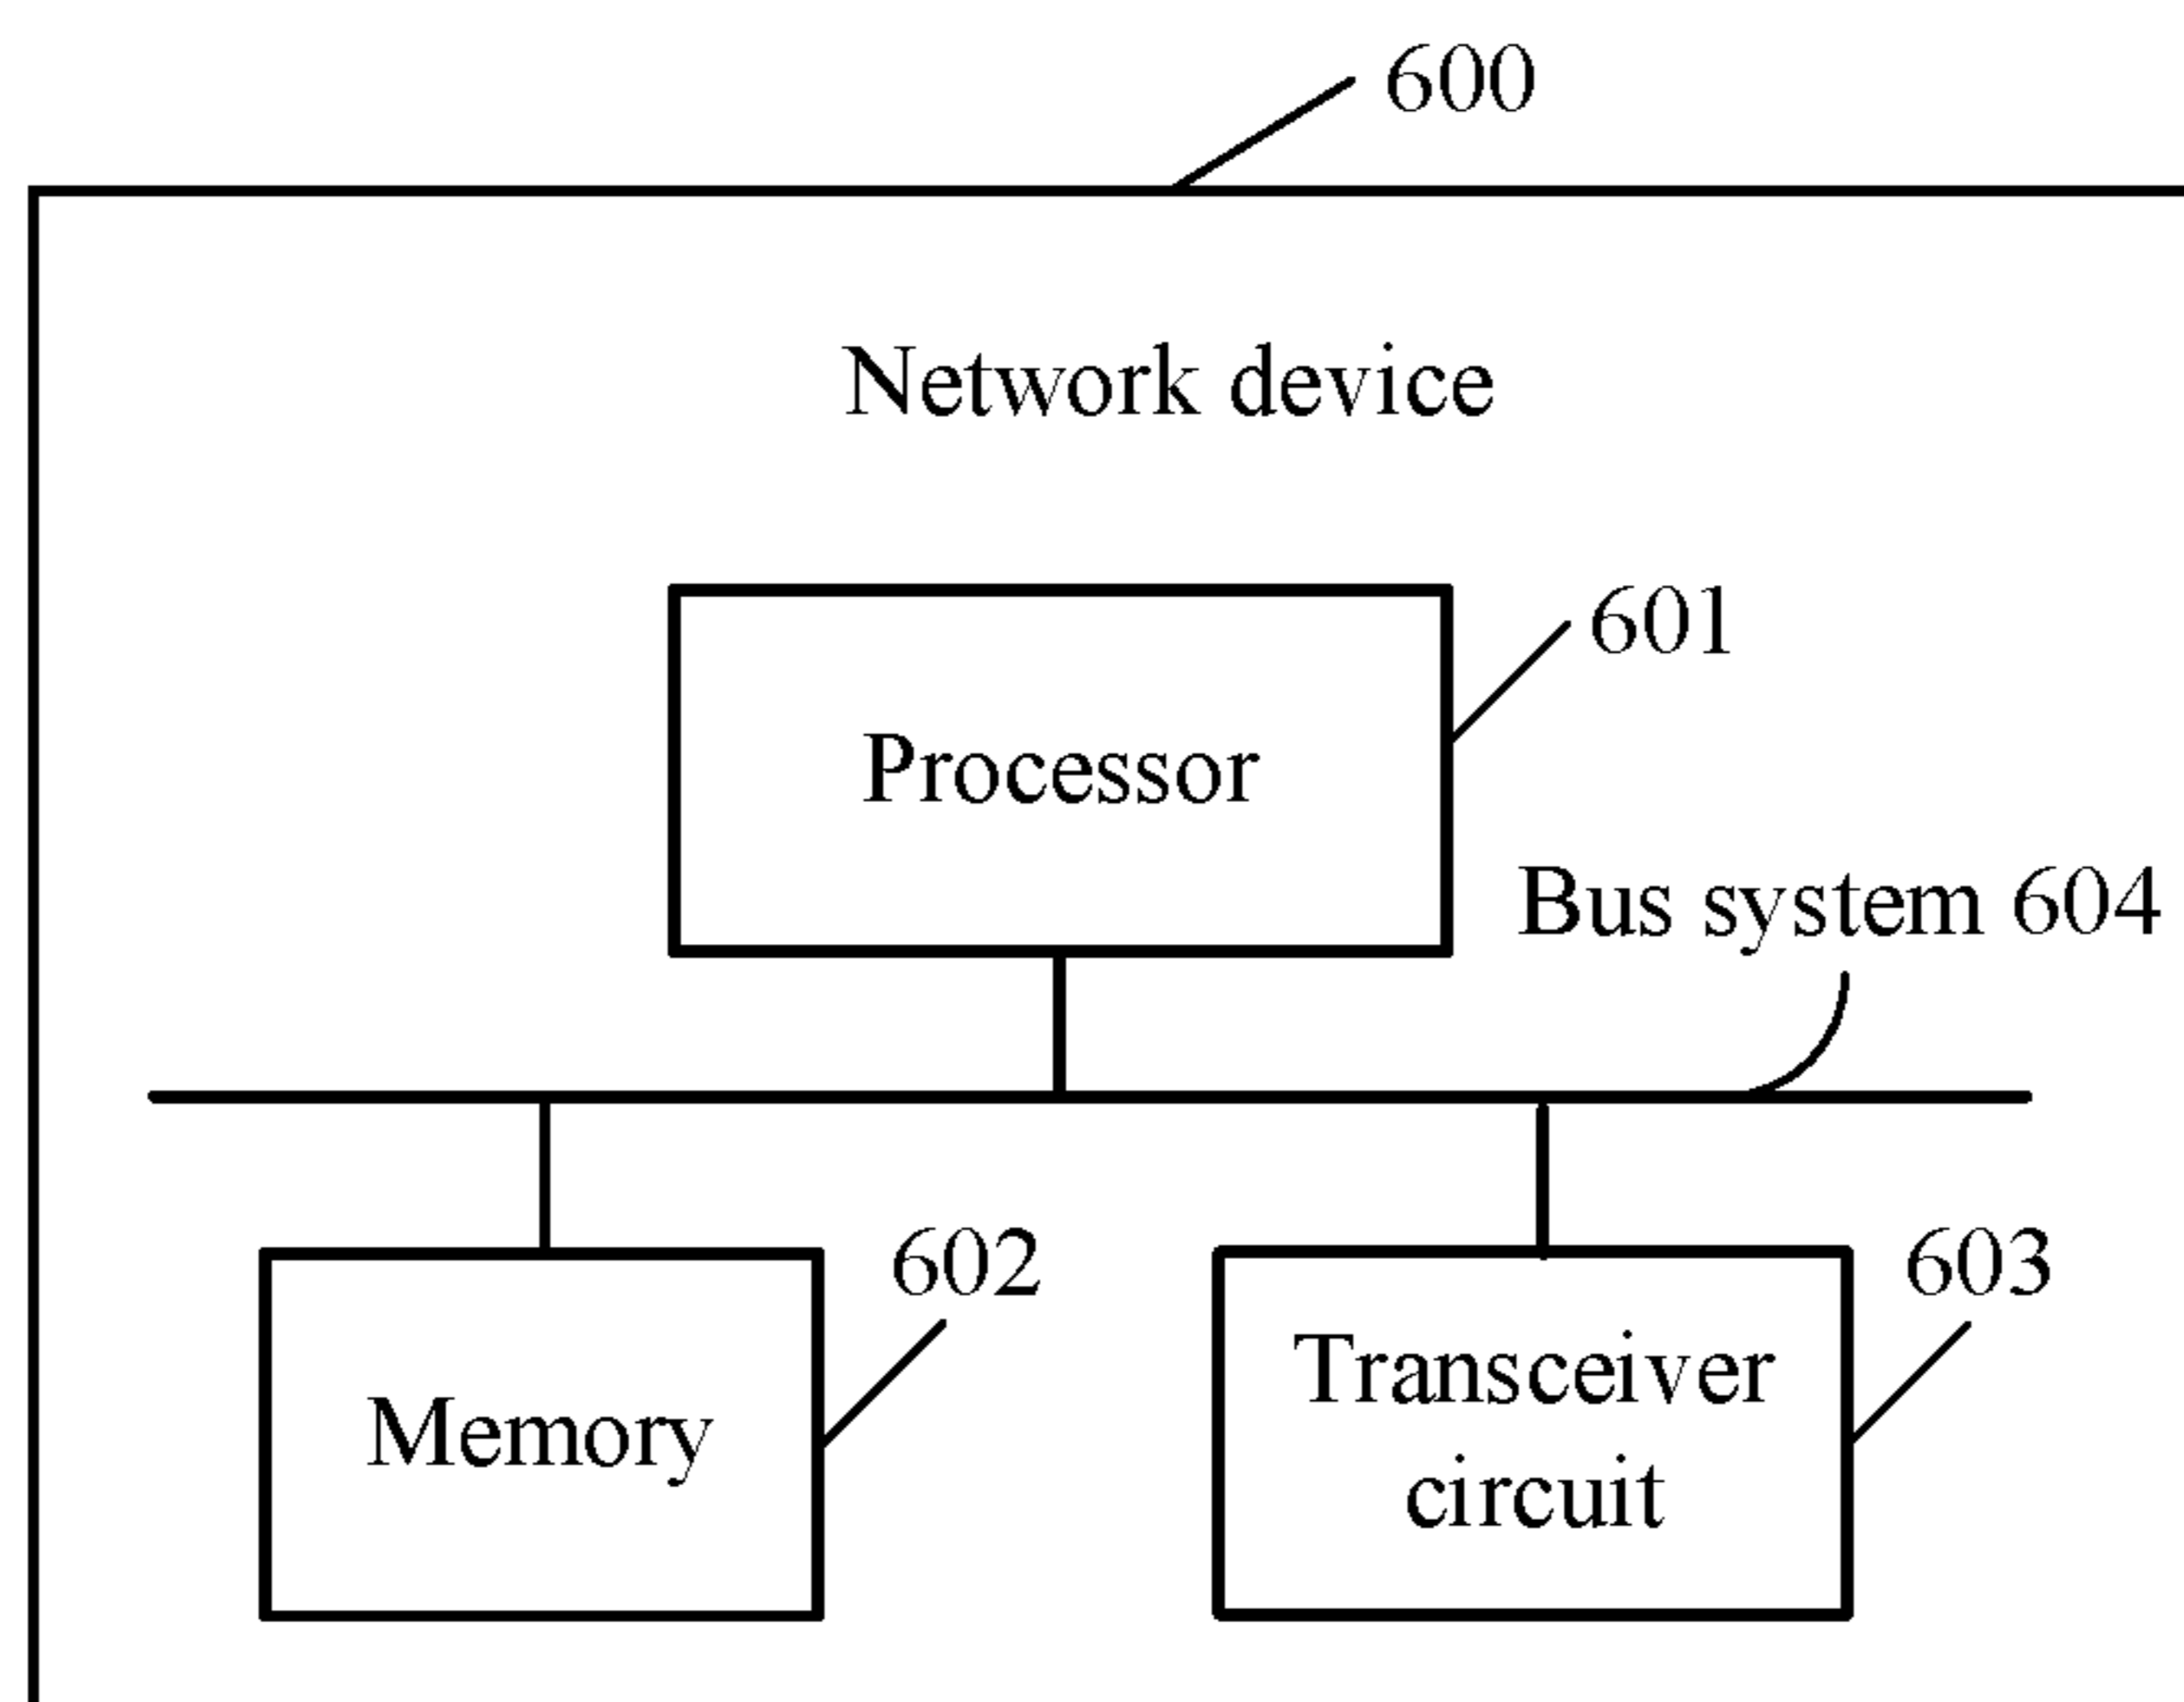 600
Network device
601
Processor
Bus system 604
602
603
Memory
Transceiver
circuit